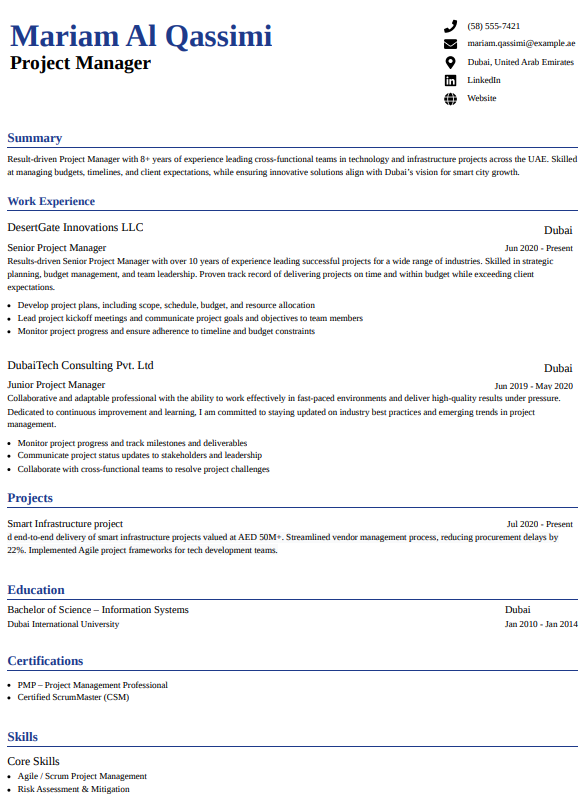 Mariam Al Qassimi
Project Manager
(58) 555-7421
mariam.qassimi@example.ae
Dubai, United Arab Emirates
LinkedIn
Website
Summary
Result-driven Project Manager with 8+ years of experience leading cross-functional teams in technology and infrastructure projects across the UAE. Skilled
at managing budgets, timelines, and client expectations, while ensuring innovative solutions align with Dubai's vision for smart city growth.
Work Experience
DesertGate Innovations LLC
Dubai
Senior Project Manager
Jun 2020 - Present
Results-driven Senior Project Manager with over 10 years of experience leading successful projects for a wide range of industries. Skilled in strategic
planning, budget management, and team leadership. Proven track record of delivering projects on time and within budget while exceeding client
expectations.
• Develop project plans, including scope, schedule, budget, and resource allocation
• Lead project kickoff meetings and communicate project goals and objectives to team members
• Monitor project progress and ensure adherence to timeline and budget constraints
DubaiTech Consulting Pvt. Ltd
Dubai
Junior Project Manager
Jun 2019 - May 2020
Collaborative and adaptable professional with the ability to work effectively in fast-paced environments and deliver high-quality results under pressure.
Dedicated to continuous improvement and learning, I am committed to staying updated on industry best practices and emerging trends in project
management.
• Monitor project progress and track milestones and deliverables
• Communicate project status updates to stakeholders and leadership
• Collaborate with cross-functional teams to resolve project challenges
Projects
Smart Infrastructure project
Jul 2020 - Present
d end-to-end delivery of smart infrastructure projects valued at AED 50M+. Streamlined vendor management process, reducing procurement delays by
22%. Implemented Agile project frameworks for tech development teams.
Education
Bachelor of Science – Information Systems
Dubai
Dubai International University
Jan 2010 - Jan 2014
Certifications
• PMP – Project Management Professional
• Certified ScrumMaster (CSM)
Skills
Core Skills
• Agile / Scrum Project Management
• Risk Assessment & Mitigation